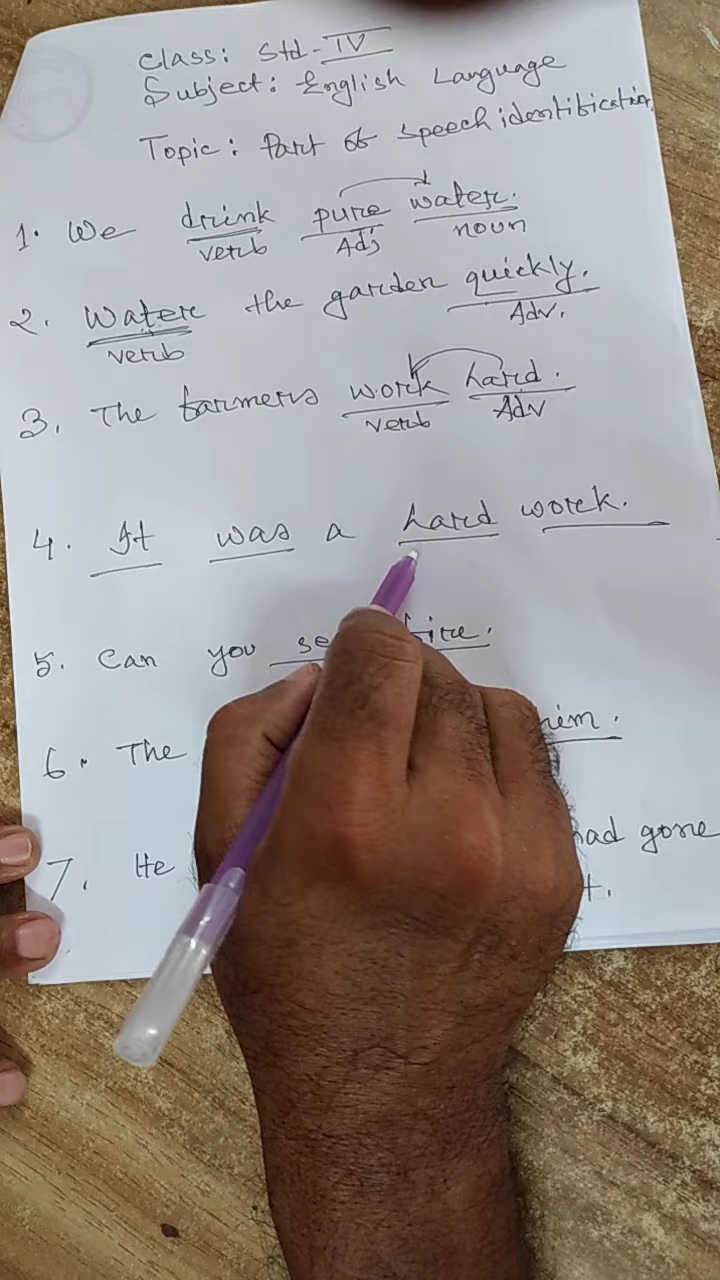 Class: Std-IV
Subject: English Language
Topic: Part of speech identification
1. We drink pure water.
verb Adj noun
2. Water the garden quickly.
verb Adv.
3. The farmers work hard.
verb Adv
4. It was a hard work.
5. Can you fire.
6. The him.
7. He had gone